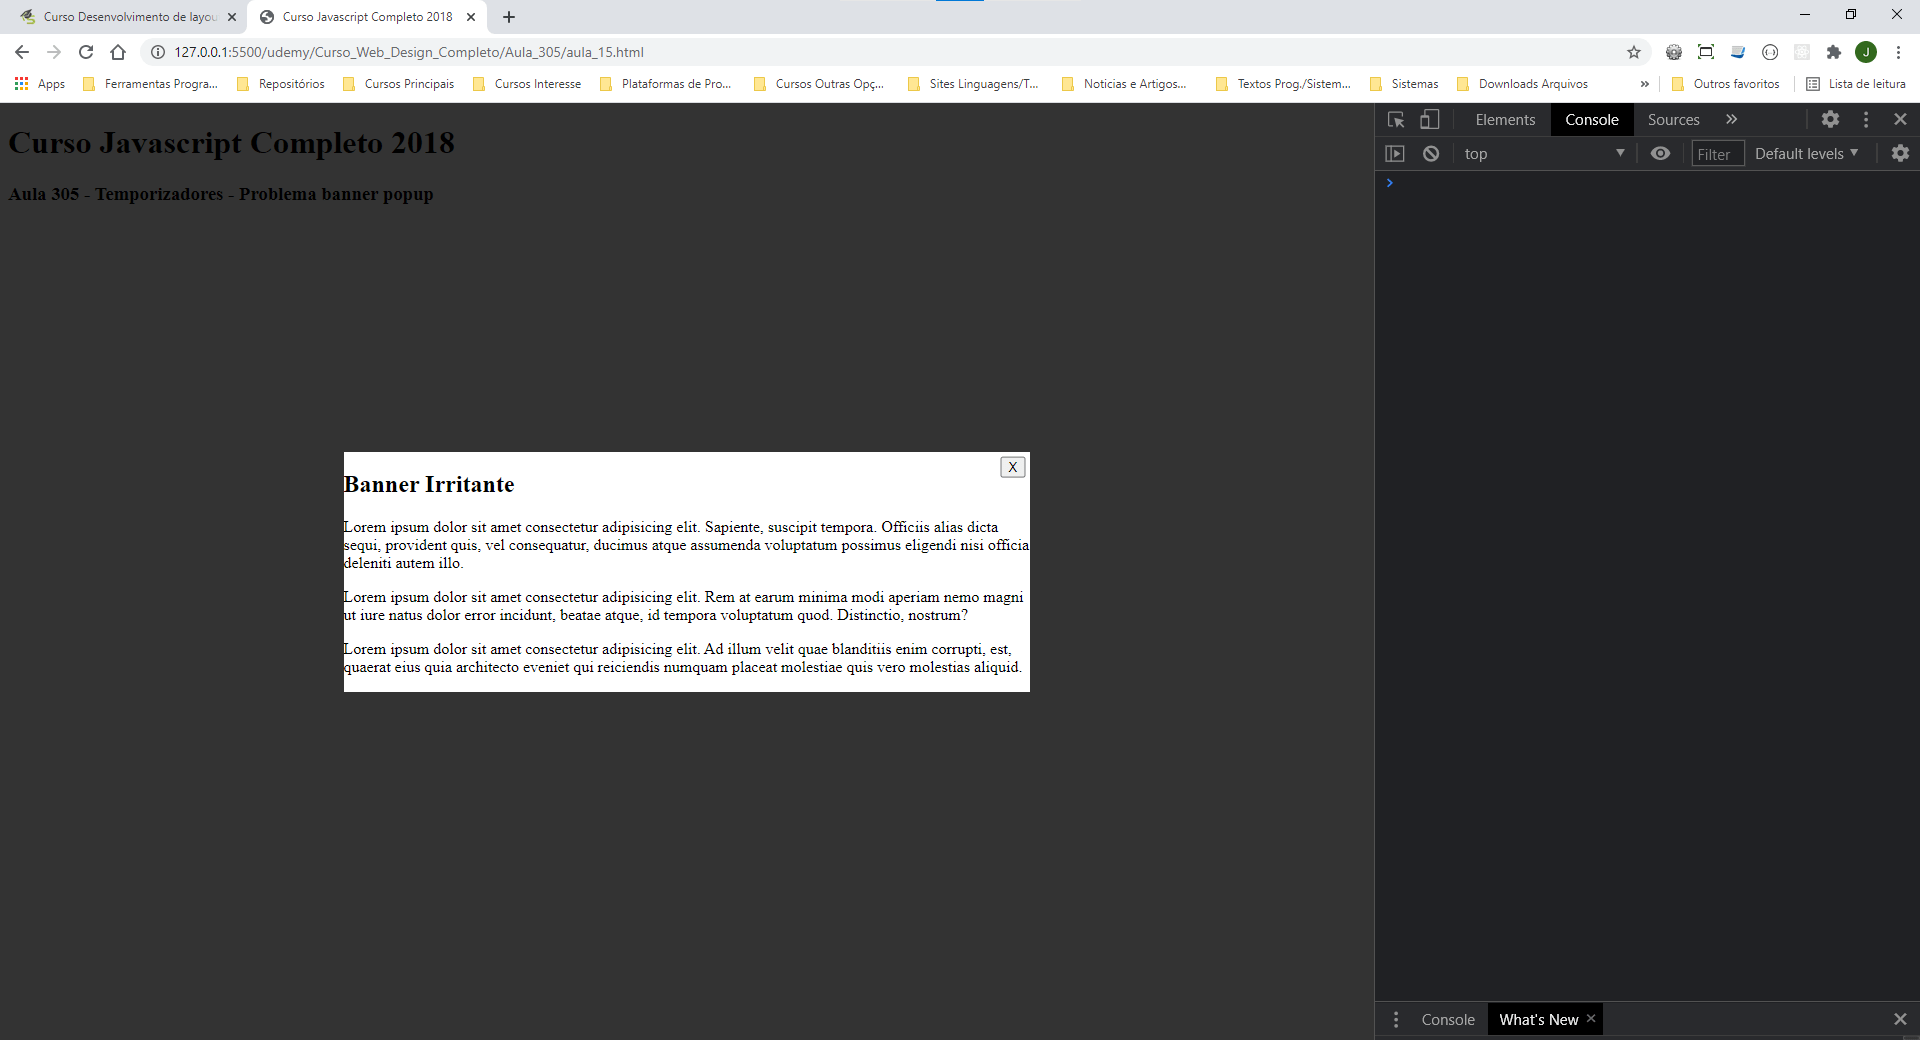 Curso Desenvolvimento de layou
Curso Javascript Completo 2018
127.0.0.1:5500/udemy/Curso_Web_Design_Completo/Aula_305/aula_15.html
J
Apps
Ferramentas Progra...
Repositórios
Cursos Principais
Cursos Interesse
Plataformas de Pro...
Cursos Outras Opç...
Sites Linguagens/T...
Noticias e Artigos...
Textos Prog./Sistem...
Sistemas
Downloads Arquivos
»
Outros favoritos
Lista de leitura
Curso Javascript Completo 2018
Aula 305 - Temporizadores - Problema banner popup
X
Banner Irritante
Lorem ipsum dolor sit amet consectetur adipisicing elit. Sapiente, suscipit tempora. Officiis alias dicta
sequi, provident quis, vel consequatur, ducimus atque assumenda voluptatum possimus eligendi nisi officia
deleniti autem illo.
Lorem ipsum dolor sit amet consectetur adipisicing elit. Rem at earum minima modi aperiam nemo magni
ut iure natus dolor error incidunt, beatae atque, id tempora voluptatum quod. Distinctio, nostrum?
Lorem ipsum dolor sit amet consectetur adipisicing elit. Ad illum velit quae blanditiis enim corrupti, est,
quaerat eius quia architecto eveniet qui reiciendis numquam placeat molestiae quis vero molestias aliquid.
Elements
Console
Sources
»
top
Filter
Default levels
Console
What's New